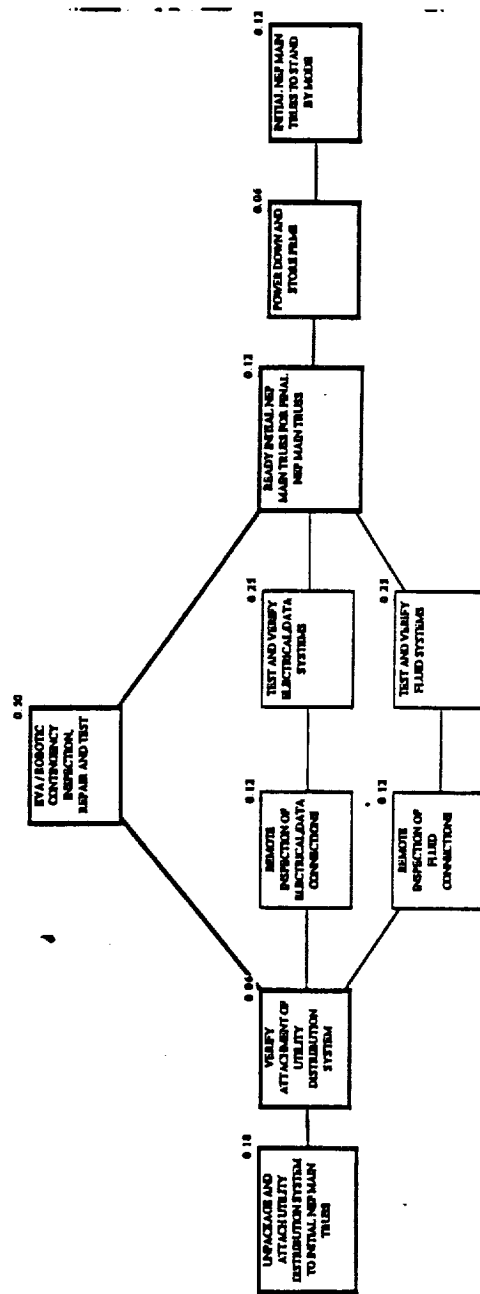 0.18
UNPACKAGE AND
ATTACH UTILITY
DISTRIBUTION SYSTEM
TO INITIAL NEP MAIN
TRUSS
0.06
VERIFY
ATTACHMENT OF
UTILITY
DISTRIBUTION
SYSTEM
0.50
EVA / ROBOTIC
CONTINGENCY
INSPECTION,
REPAIR AND TEST
0.12
REMOTE
INSPECTION OF
ELECTRICAL/DATA
CONNECTIONS
0.25
TEST AND VERIFY
ELECTRICAL/DATA
SYSTEMS
0.12
REMOTE
INSPECTION OF
FLUID
CONNECTIONS
0.25
TEST AND VERIFY
FLUID SYSTEMS
0.12
READY INITIAL NEP
MAIN TRUSS FOR FINAL
NEP MAIN TRUSS
0.06
POWER DOWN AND
STORE
0.12
INITIAL NEP MAIN
TRUSS TO STAND
BY MODE